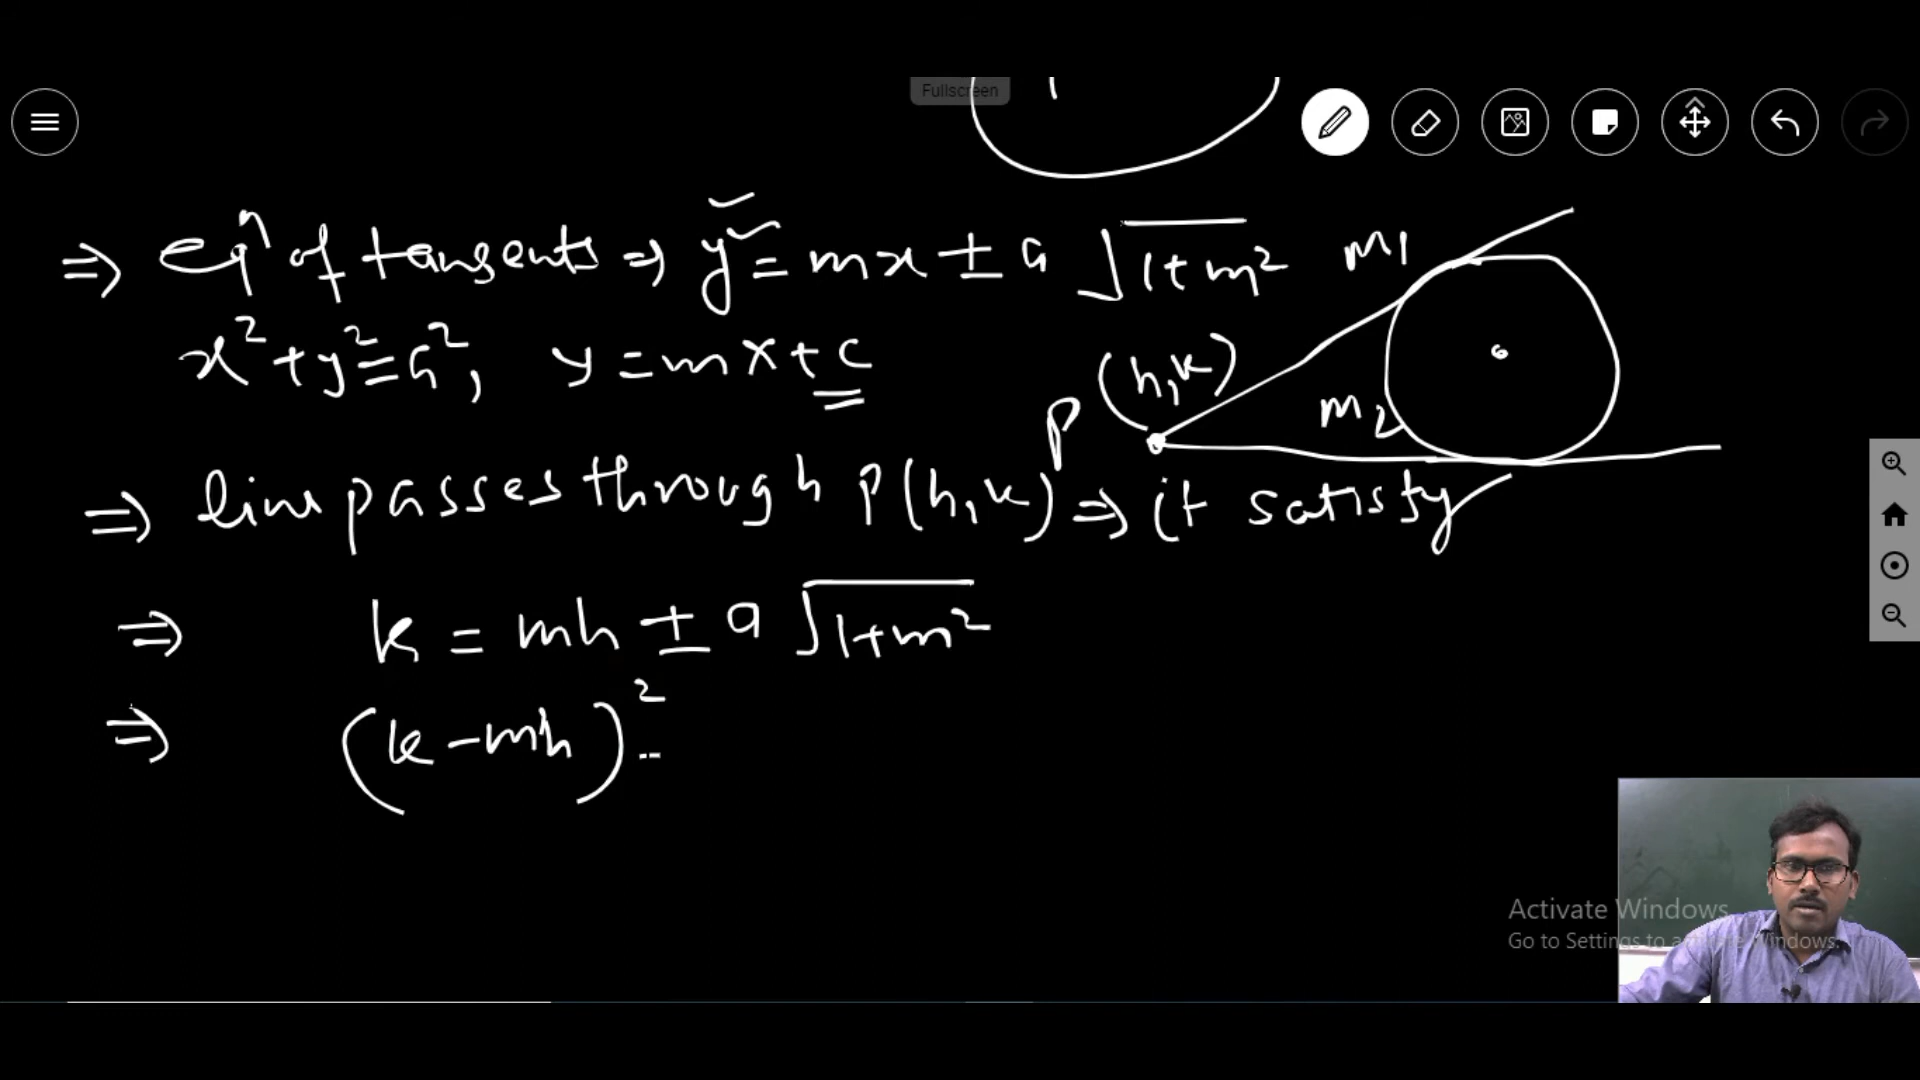 Fullscreen
⇒ eqⁿ of tangents ⇒ y = mx ± a √1+m²
m1
x²+y²=a², y = mx + c
(h,k)
P
m2
⇒ line passes through P(h,k) ⇒ it satisfy
⇒ k = mh ± a √1+m²
⇒ (k-mh)² =
Activate Windows
Go to Settings to activate Windows.